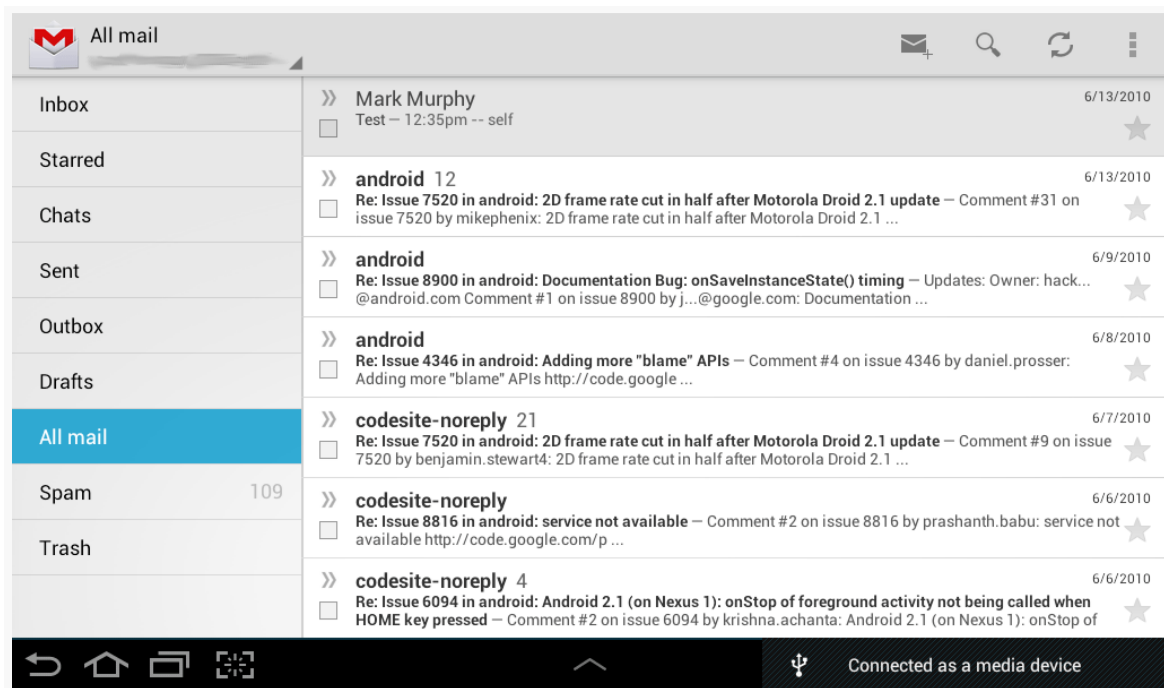 All mail
Inbox
Starred
Chats
Sent
Outbox
Drafts
All mail
Spam 109
Trash
Mark Murphy 6/13/2010
Test — 12:35pm -- self
android 12 6/13/2010
Re: Issue 7520 in android: 2D frame rate cut in half after Motorola Droid 2.1 update — Comment #31 on
issue 7520 by mikephenix: 2D frame rate cut in half after Motorola Droid 2.1 ...
android 6/9/2010
Re: Issue 8900 in android: Documentation Bug: onSaveInstanceState() timing — Updates: Owner: hack...
@android.com Comment #1 on issue 8900 by j...@google.com: Documentation ...
android 6/8/2010
Re: Issue 4346 in android: Adding more "blame" APIs — Comment #4 on issue 4346 by daniel.prosser:
Adding more "blame" APIs http://code.google ...
codesite-noreply 21 6/7/2010
Re: Issue 7520 in android: 2D frame rate cut in half after Motorola Droid 2.1 update — Comment #9 on issue
7520 by benjamin.stewart4: 2D frame rate cut in half after Motorola Droid 2.1 ...
codesite-noreply 6/6/2010
Re: Issue 8816 in android: service not available — Comment #2 on issue 8816 by prashanth.babu: service not
available http://code.google.com/p ...
codesite-noreply 4 6/6/2010
Re: Issue 6094 in android: Android 2.1 (on Nexus 1): onStop of foreground activity not being called when
HOME key pressed — Comment #2 on issue 6094 by krishna.achanta: Android 2.1 (on Nexus 1): onStop of
Connected as a media device